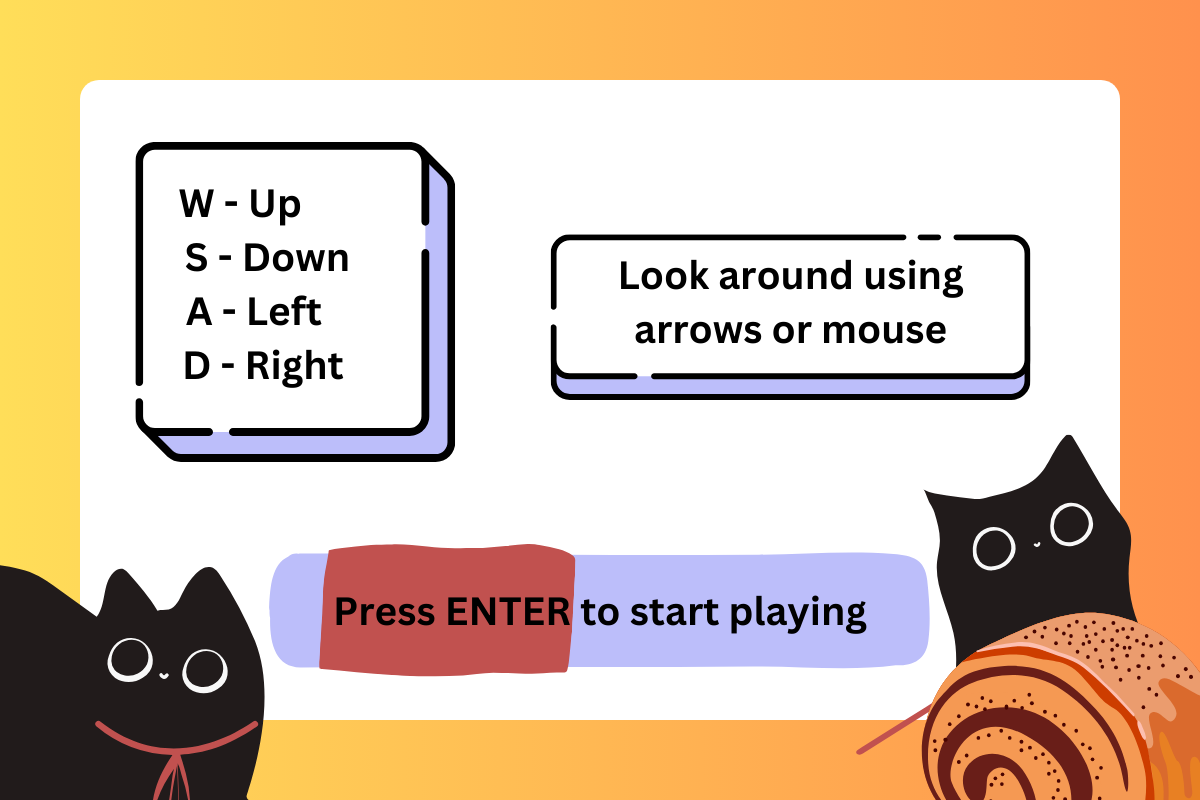 W - Up
S - Down
A - Left
D - Right
Look around using
arrows or mouse
Press ENTER to start playing